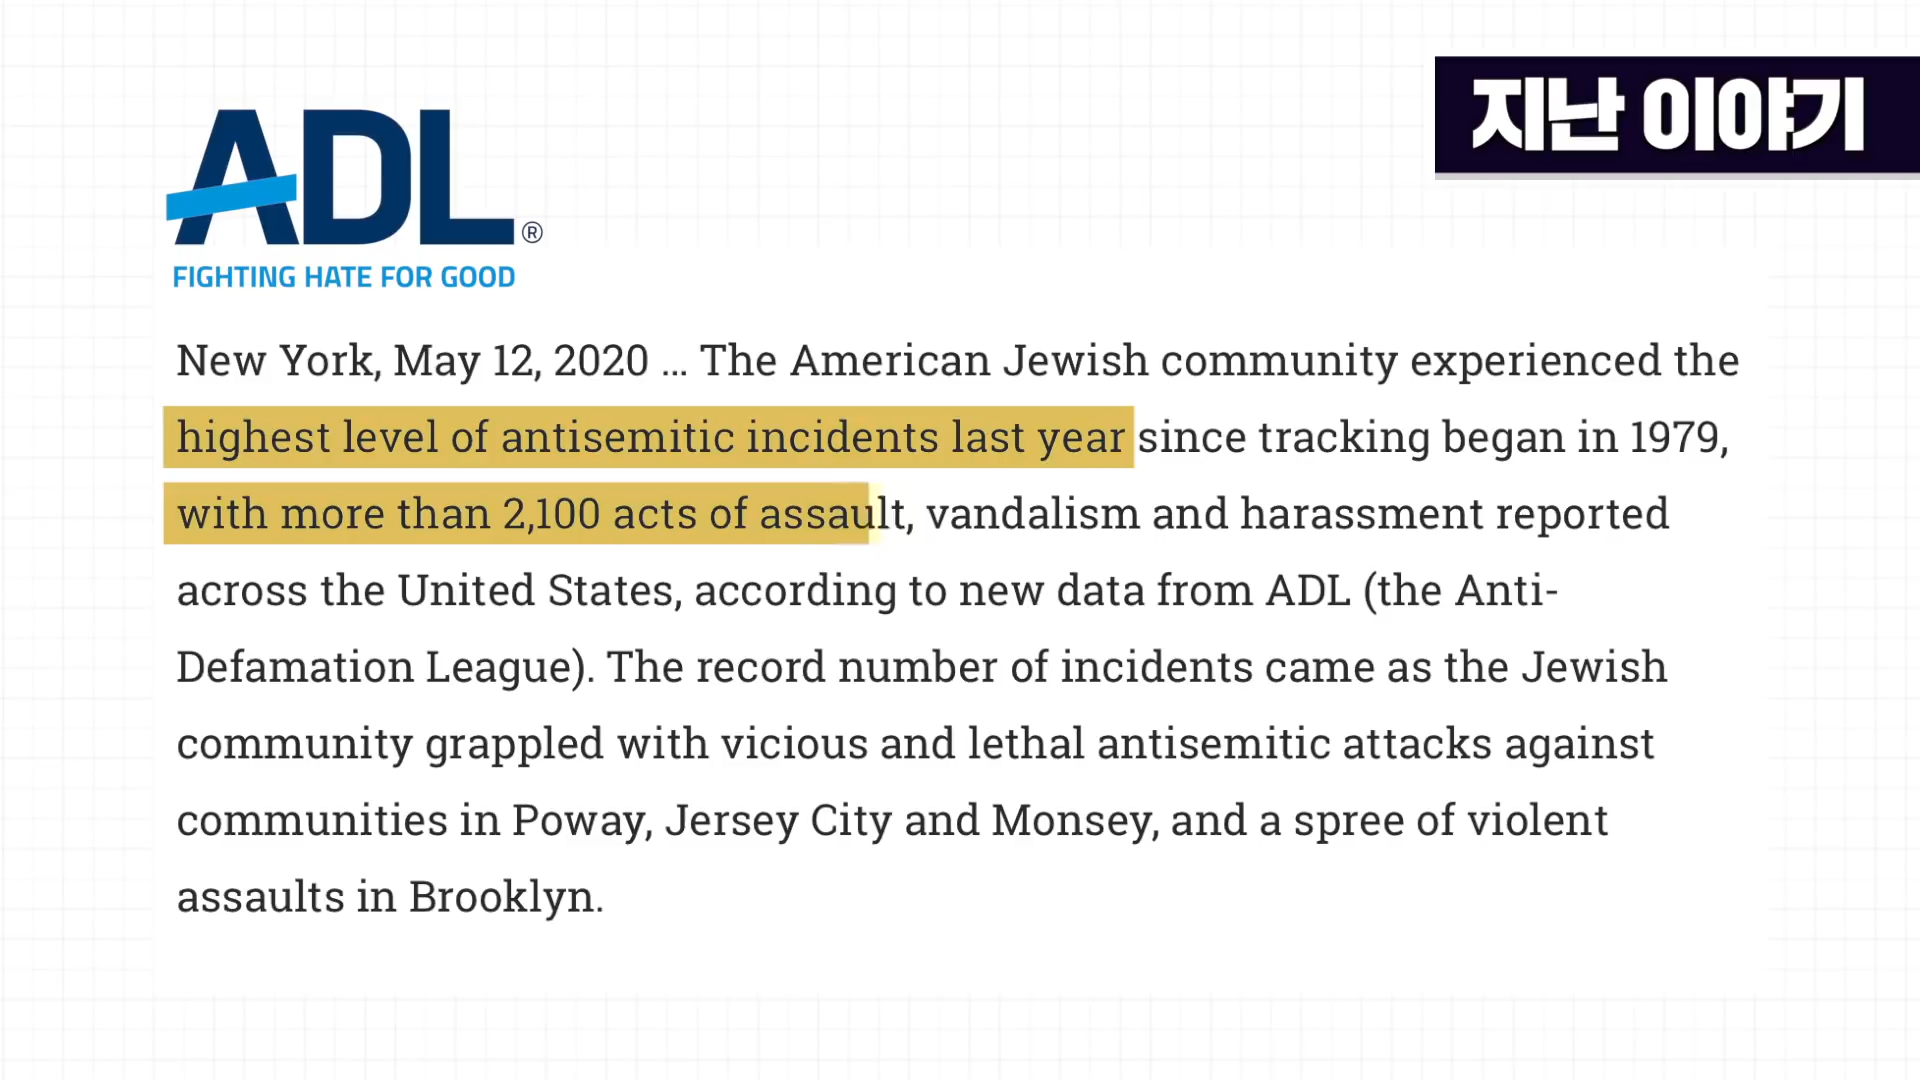 지난 이야기
ADL®
FIGHTING HATE FOR GOOD
New York, May 12, 2020 ... The American Jewish community experienced the
highest level of antisemitic incidents last year since tracking began in 1979,
with more than 2,100 acts of assault, vandalism and harassment reported
across the United States, according to new data from ADL (the Anti-
Defamation League). The record number of incidents came as the Jewish
community grappled with vicious and lethal antisemitic attacks against
communities in Poway, Jersey City and Monsey, and a spree of violent
assaults in Brooklyn.